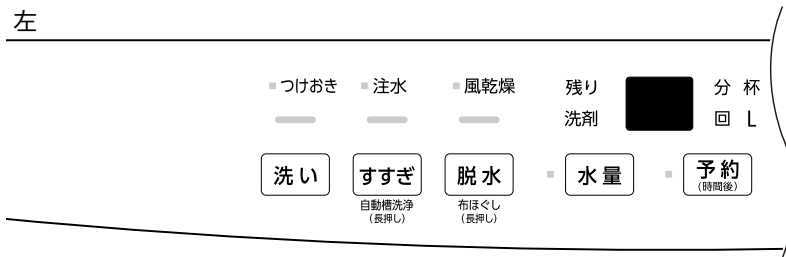 左
つけおき 注水 風乾燥 残り 分 杯
洗剤 回 L
洗い すすぎ 脱水 水量 予約
(時間後)
自動槽洗浄 布ほぐし
(長押し) (長押し)